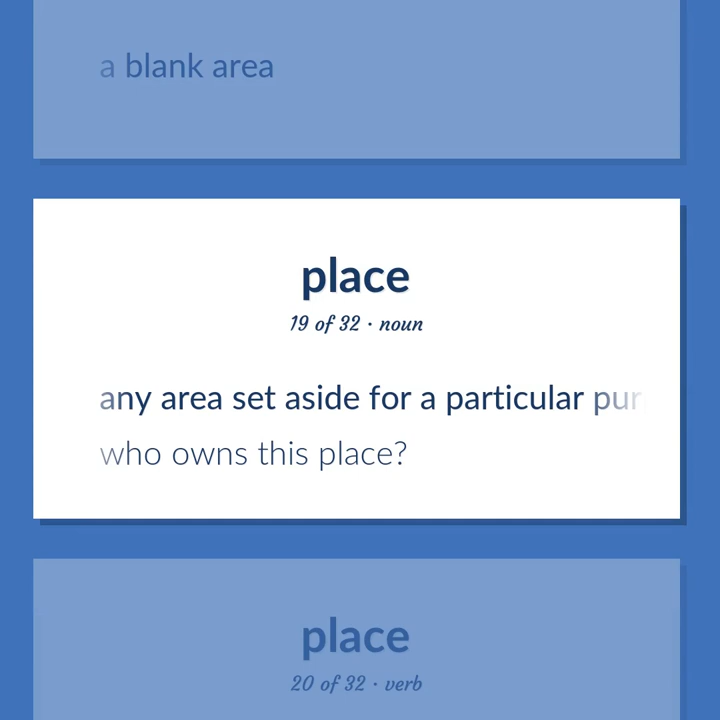 a blank area
place
19 of 32 · noun
any area set aside for a particular
who owns this place?
place
20 of 32 · verb